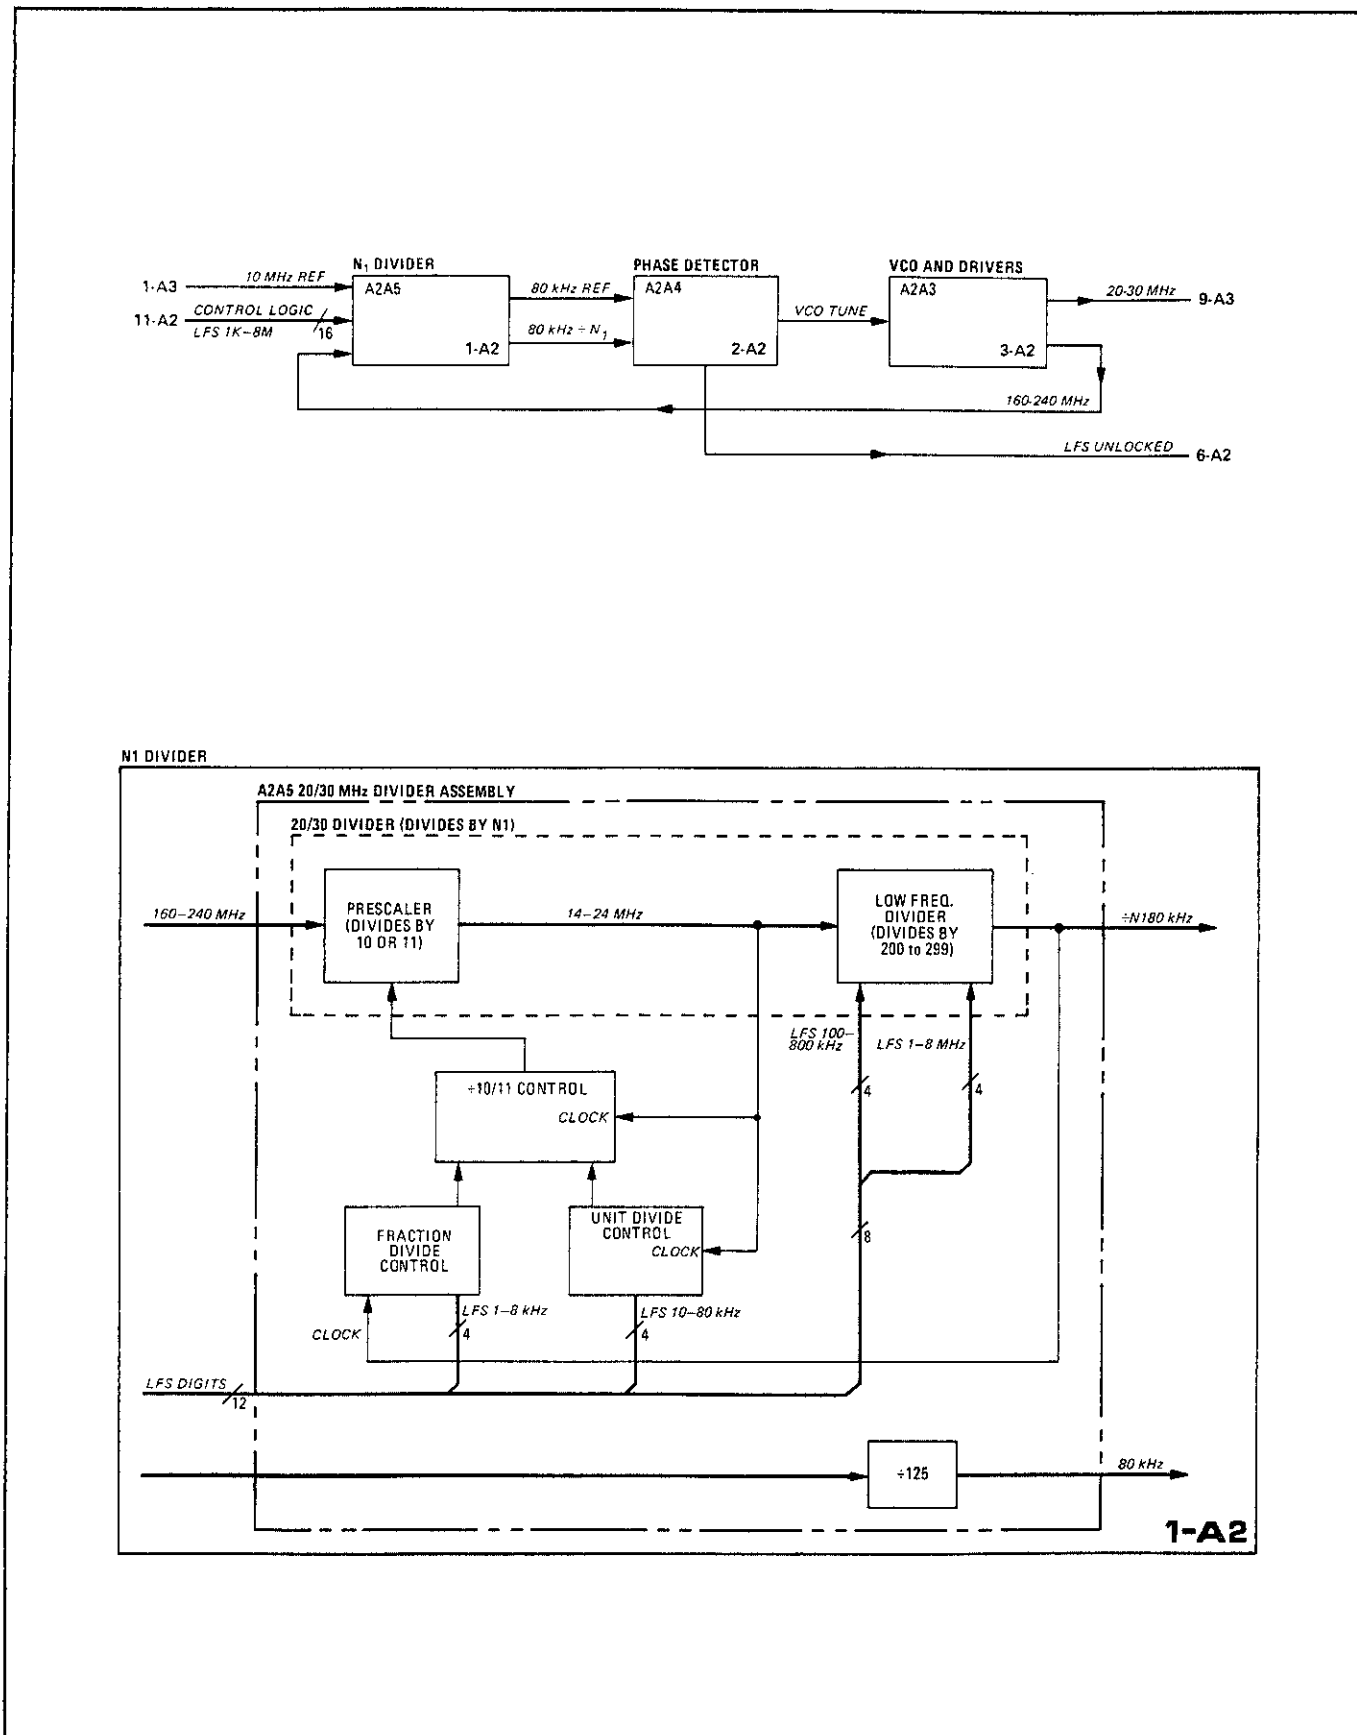 N₁ DIVIDER
PHASE DETECTOR
VCO AND DRIVERS
1-A3
10 MHz REF
A2A5
80 kHz REF
A2A4
A2A3
20-30 MHz
9-A3
11-A2
CONTROL LOGIC
LFS 1K–8M
16
VCO TUNE
80 kHz ÷ N₁
1-A2
2-A2
3-A2
160-240 MHz
LFS UNLOCKED
6-A2
N1 DIVIDER
A2A5 20/30 MHz DIVIDER ASSEMBLY
20/30 DIVIDER (DIVIDES BY N1)
160–240 MHz
PRESCALER
(DIVIDES BY
10 OR 11)
14–24 MHz
LOW FREQ.
DIVIDER
(DIVIDES BY
200 to 299)
÷N180 kHz
LFS 100–
800 kHz
LFS 1–8 MHz
÷10/11 CONTROL
CLOCK
4
4
FRACTION
DIVIDE
CONTROL
UNIT DIVIDE
CONTROL
CLOCK
8
LFS 1–8 kHz
LFS 10–80 kHz
CLOCK
4
4
LFS DIGITS
12
÷125
80 kHz
1-A2